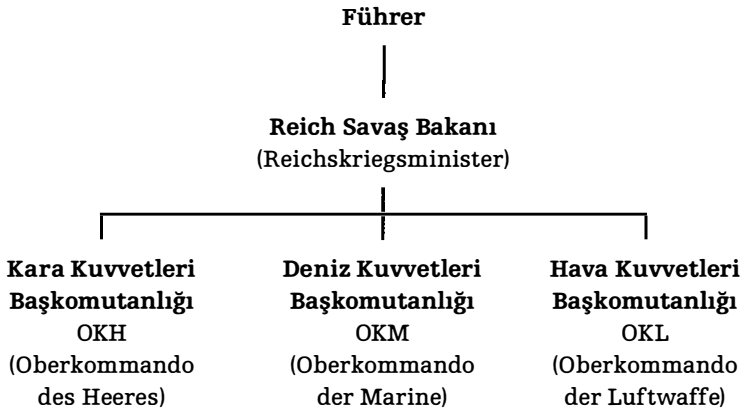 Führer
Reich Savaş Bakanı
(Reichskriegsminister)
Kara Kuvvetleri
Başkomutanlığı
OKH
(Oberkommando
des Heeres)
Deniz Kuvvetleri
Başkomutanlığı
OKM
(Oberkommando
der Marine)
Hava Kuvvetleri
Başkomutanlığı
OKL
(Oberkommando
der Luftwaffe)